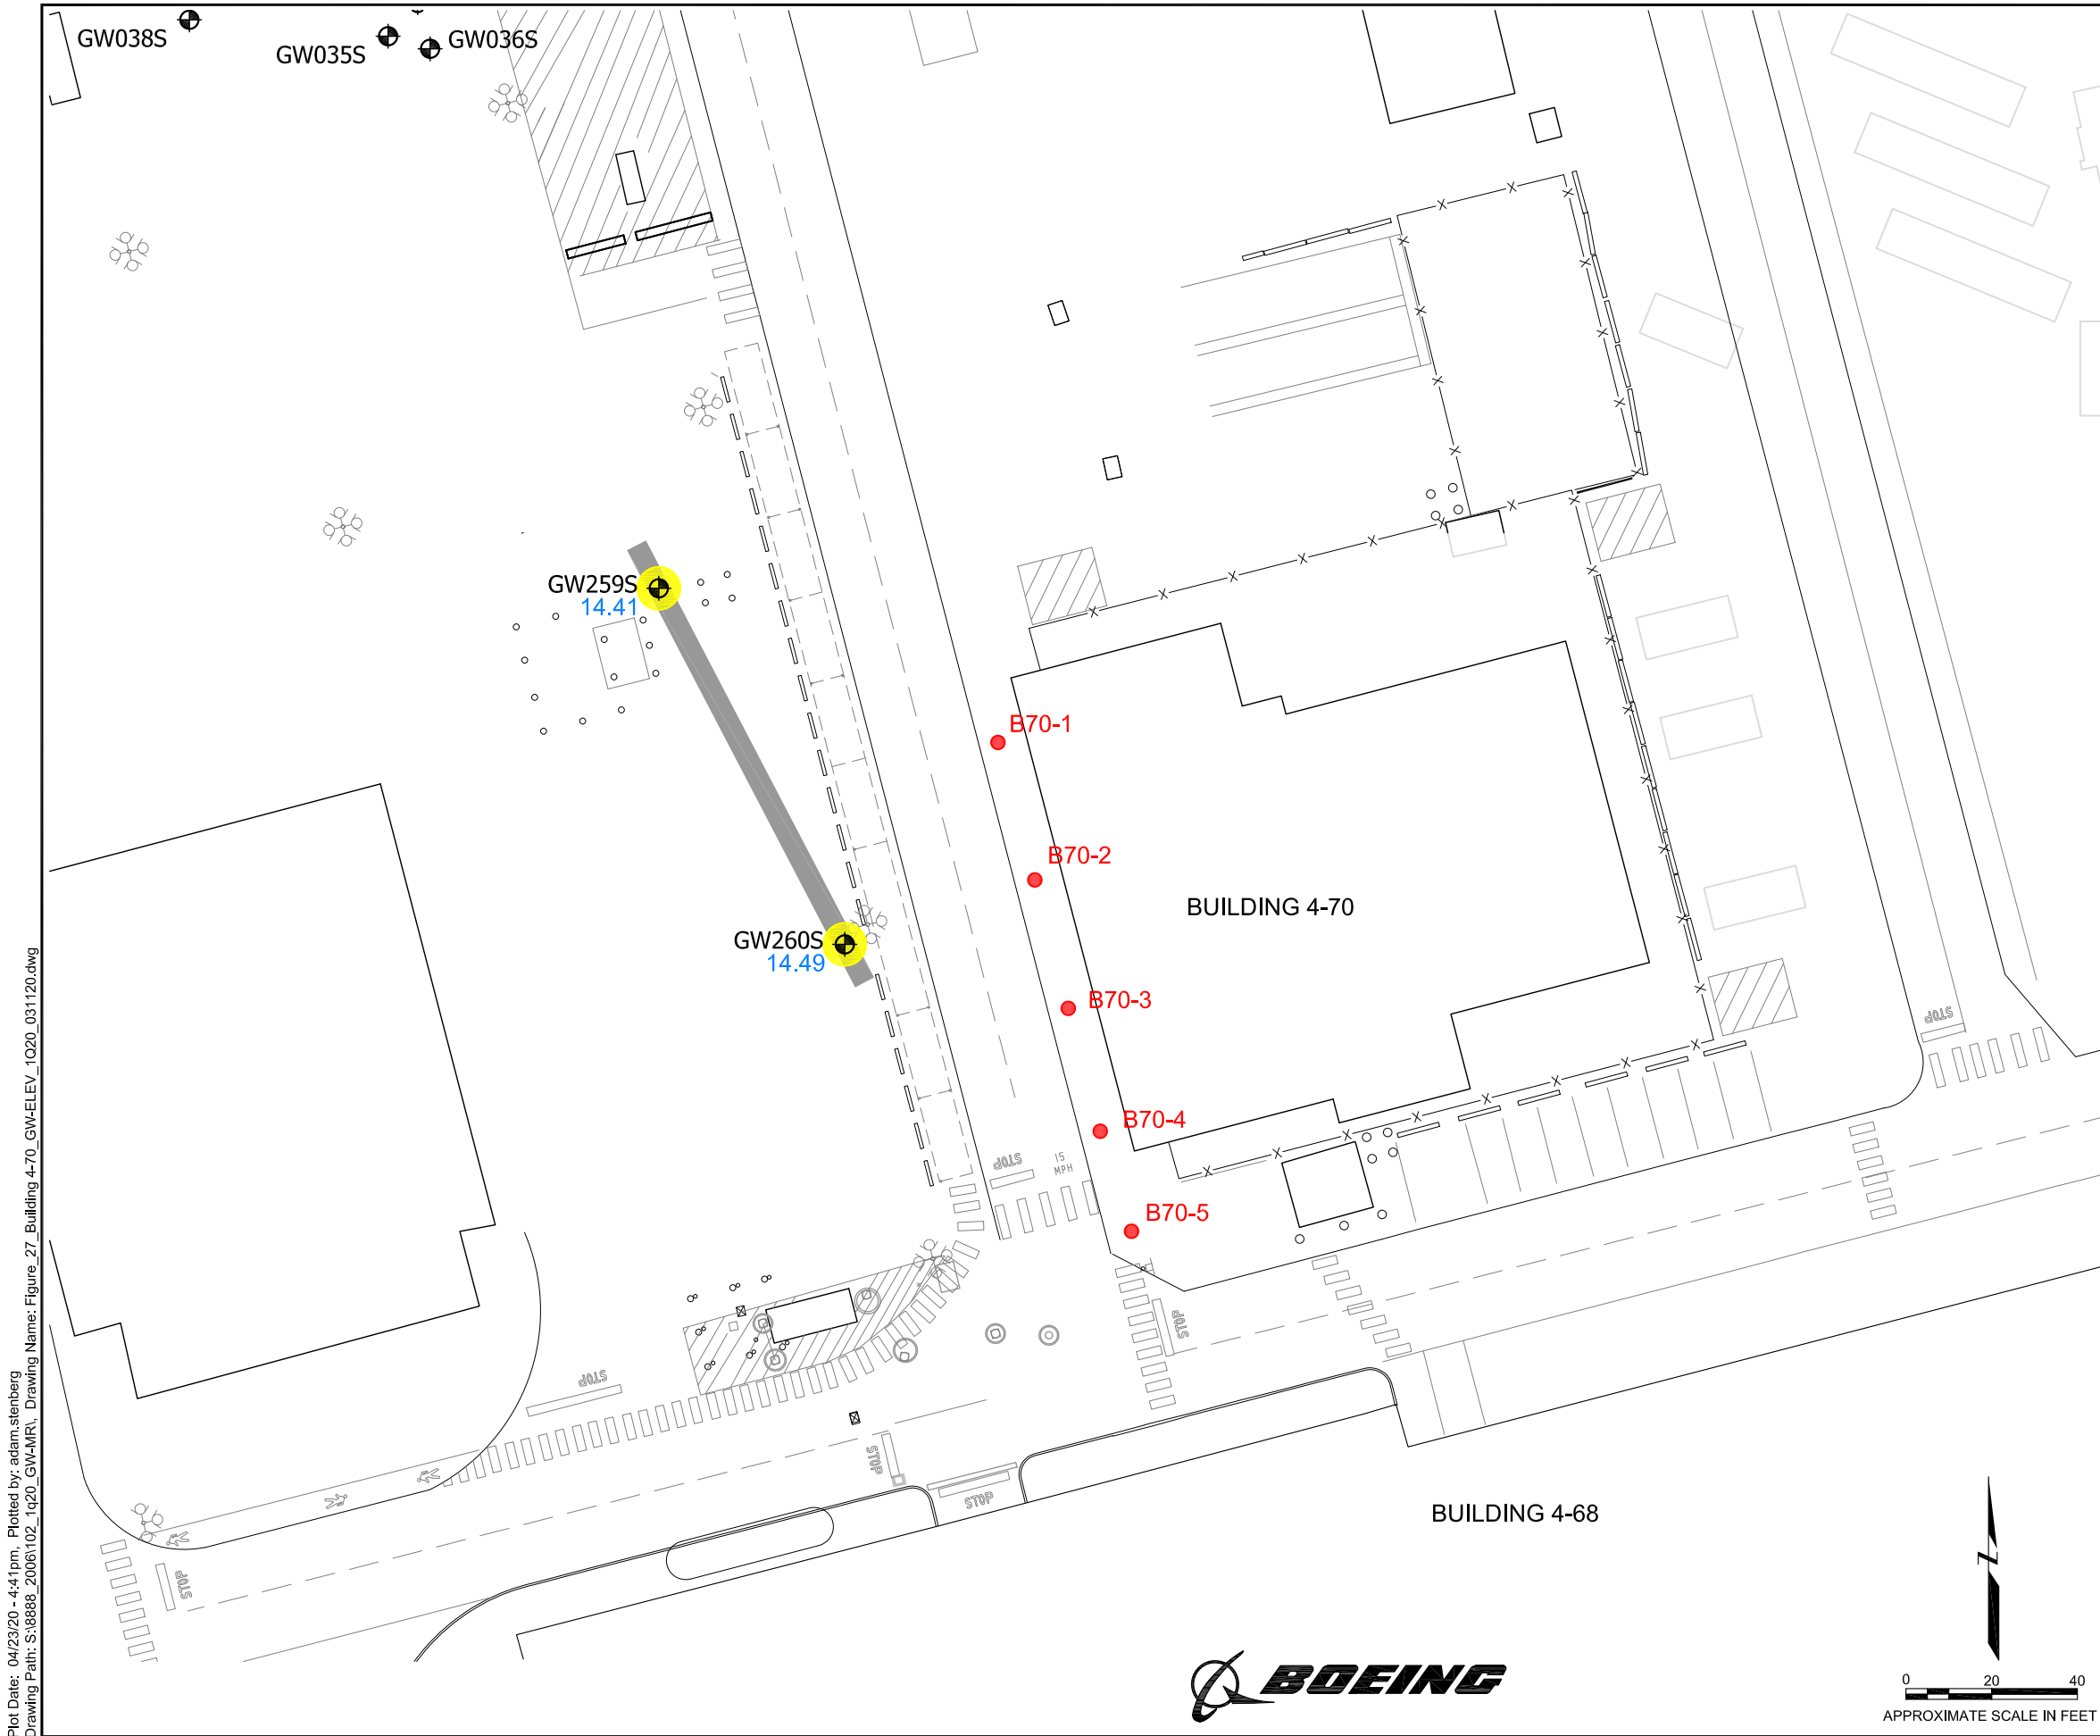 GW038S
GW035S
GW036S
GW259S
14.41
B70-1
B70-2
BUILDING 4-70
GW260S
14.49
B70-3
STOP
B70-4
STOP
15
MPH
B70-5
STOP
STOP
STOP
STOP
STOP
BUILDING 4-68
N
BOEING
0 20 40
APPROXIMATE SCALE IN FEET
Plot Date: 04/23/20 - 4:41pm, Plotted by: adam.stenberg
Drawing Path: S:\8888_2006\102_1q20_GW-MR\, Drawing Name: Figure_27_Building 4-70_GW-ELEV_1Q20_031120.dwg